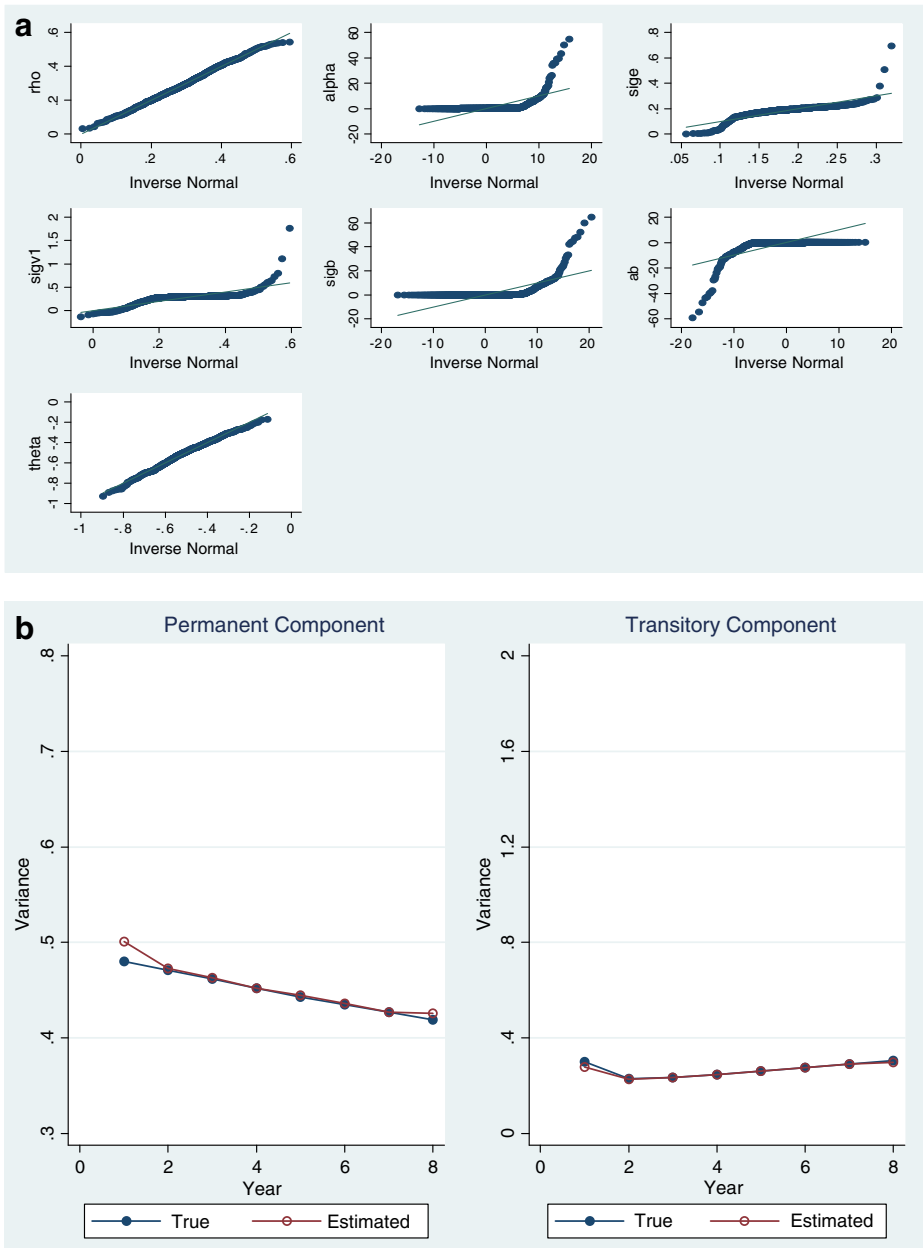 a
rho
0 .2 .4 .6
0 .2 .4 .6
Inverse Normal
alpha
-20 0 20 40 60
-20 -10 0 10 20
Inverse Normal
sige
0 .2 .4 .6 .8
.05 .1 .15 .2 .25 .3
Inverse Normal
sigv1
0 .5 1 1.5 2
0 .2 .4 .6
Inverse Normal
sigb
-20 0 20 40 60
-20 -10 0 10 20
Inverse Normal
ab
-60 -40 -20 0 20
-20 -10 0 10 20
Inverse Normal
theta
-1 -.8 -.6 -.4 -.2 0
-1 -.8 -.6 -.4 -.2 0
Inverse Normal
b
Permanent Component
Variance
.3 .4 .5 .6 .7 .8
0 2 4 6 8
Year
True Estimated
Transitory Component
Variance
0 .4 .8 1.2 1.6 2
0 2 4 6 8
Year
True Estimated